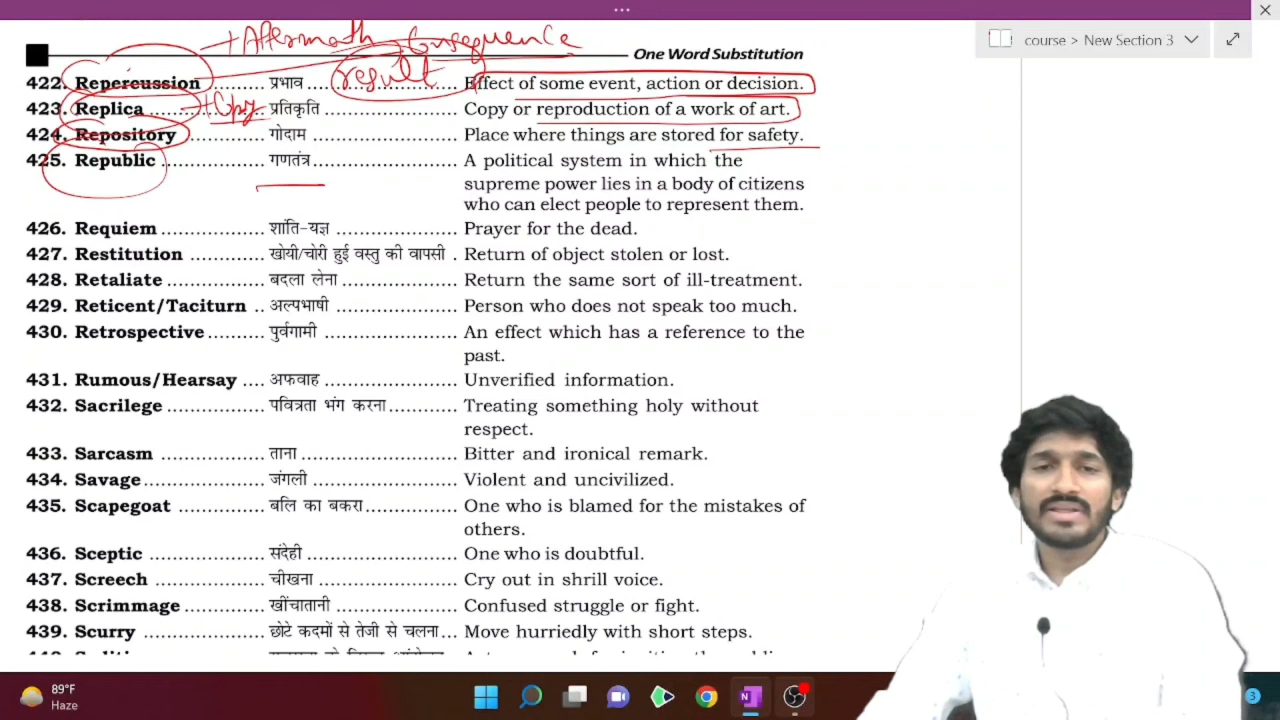 ...
+ Aftermath Consequence
course > New Section 3
One Word Substitution
result
422. Repercussion प्रभाव Effect of some event, action or decision.
423. Replica +Copy प्रतिकृति Copy or reproduction of a work of art.
424. Repository गोदाम Place where things are stored for safety.
425. Republic गणतंत्र A political system in which the
supreme power lies in a body of citizens
who can elect people to represent them.
426. Requiem शांति-यज्ञ Prayer for the dead.
427. Restitution खोयी/चोरी हुई वस्तु की वापसी . Return of object stolen or lost.
428. Retaliate बदला लेना Return the same sort of ill-treatment.
429. Reticent/Taciturn .. अल्पभाषी Person who does not speak too much.
430. Retrospective पुर्वगामी An effect which has a reference to the
past.
431. Rumous/Hearsay .... अफवाह Unverified information.
432. Sacrilege पवित्रता भंग करना Treating something holy without
respect.
433. Sarcasm ताना Bitter and ironical remark.
434. Savage जंगली Violent and uncivilized.
435. Scapegoat बलि का बकरा One who is blamed for the mistakes of
others.
436. Sceptic संदेही One who is doubtful.
437. Screech चीखना Cry out in shrill voice.
438. Scrimmage खींचातानी Confused struggle or fight.
439. Scurry छोटे कदमों से तेजी से चलना... Move hurriedly with short steps.
89°F
Haze
3